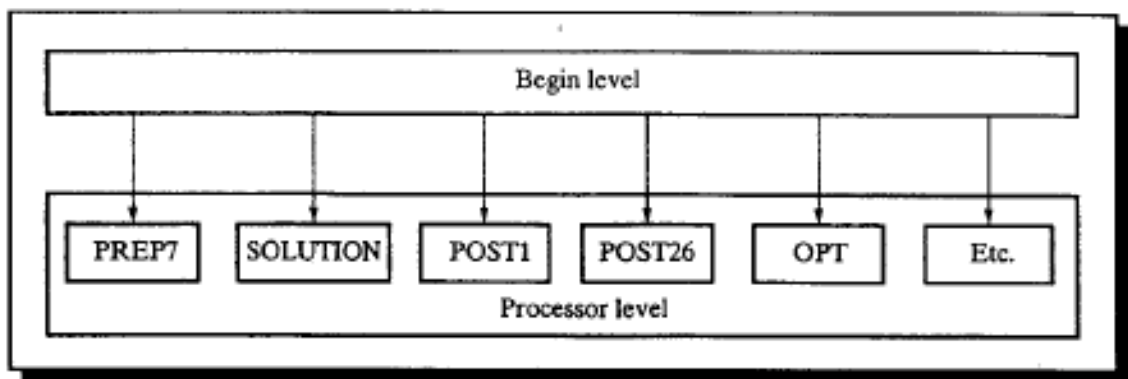 Begin level
PREP7 SOLUTION POST1 POST26 OPT Etc.
Processor level